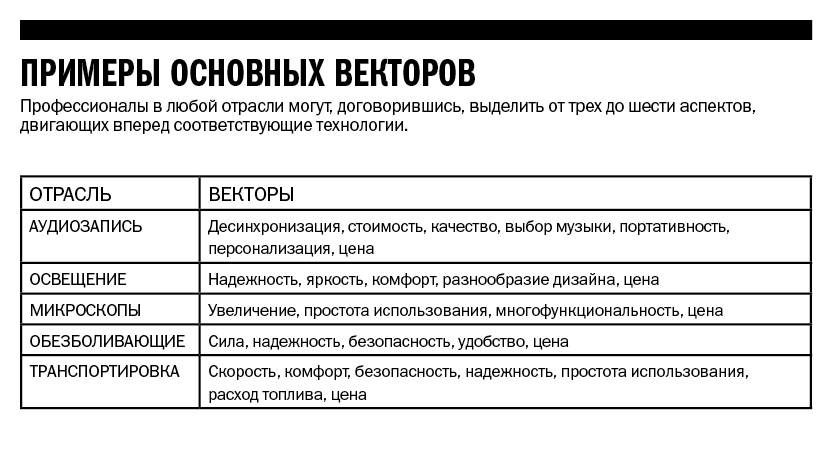 ПРИМЕРЫ ОСНОВНЫХ ВЕКТОРОВ
Профессионалы в любой отрасли могут, договорившись, выделить от трех до шести аспектов,
двигающих вперед соответствующие технологии.
ОТРАСЛЬ ВЕКТОРЫ
АУДИОЗАПИСЬ Десинхронизация, стоимость, качество, выбор музыки, портативность,
персонализация, цена
ОСВЕЩЕНИЕ Надежность, яркость, комфорт, разнообразие дизайна, цена
МИКРОСКОПЫ Увеличение, простота использования, многофункциональность, цена
ОБЕЗБОЛИВАЮЩИЕ Сила, надежность, безопасность, удобство, цена
ТРАНСПОРТИРОВКА Скорость, комфорт, безопасность, надежность, простота использования,
расход топлива, цена